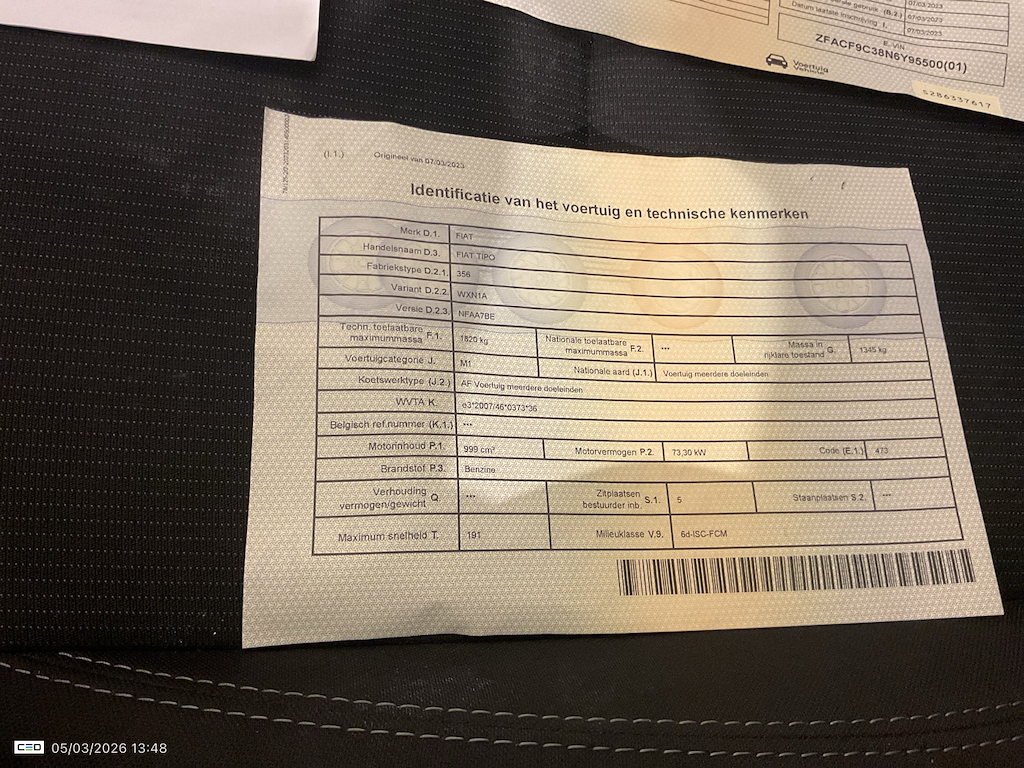 07/03/2023
gebruik (B.2.) 07/03/2023
Datum laatste inschrijving I. 07/03/2023
E. VIN
ZFACF9C38N6Y95500(01)
Voertuig
Vehicle
5286337617
(I.1.) Origineel van 07/03/2023
Identificatie van het voertuig en technische kenmerken
Merk D.1. FIAT
Handelsnaam D.3. FIAT TIPO
Fabriekstype D.2.1. 356
Variant D.2.2. WXN1A
Versie D.2.3. NFAA7BE
Techn. toelaatbare maximummassa F.1. 1820 kg Nationale toelaatbare maximummassa F.2. --- Massa in rijklare toestand G. 1345 kg
Voertuigcategorie J. M1 Nationale aard (J.1.) Voertuig meerdere doeleinden
Koetswerktype (J.2.) AF Voertuig meerdere doeleinden
WVTA K. e3*2007/46*0373*36
Belgisch ref.nummer (K.1.) ---
Motorinhoud P.1. 999 cm³ Motorvermogen P.2. 73,30 kW Code (E.1.) 473
Brandstof P.3. Benzine
Verhouding vermogen/gewicht Q --- Zitplaatsen bestuurder inb. S.1. 5 Staanplaatsen S.2. ---
Maximum snelheid T. 191 Milieuklasse V.9. 6d-ISC-FCM
CEO 05/03/2026 13:48